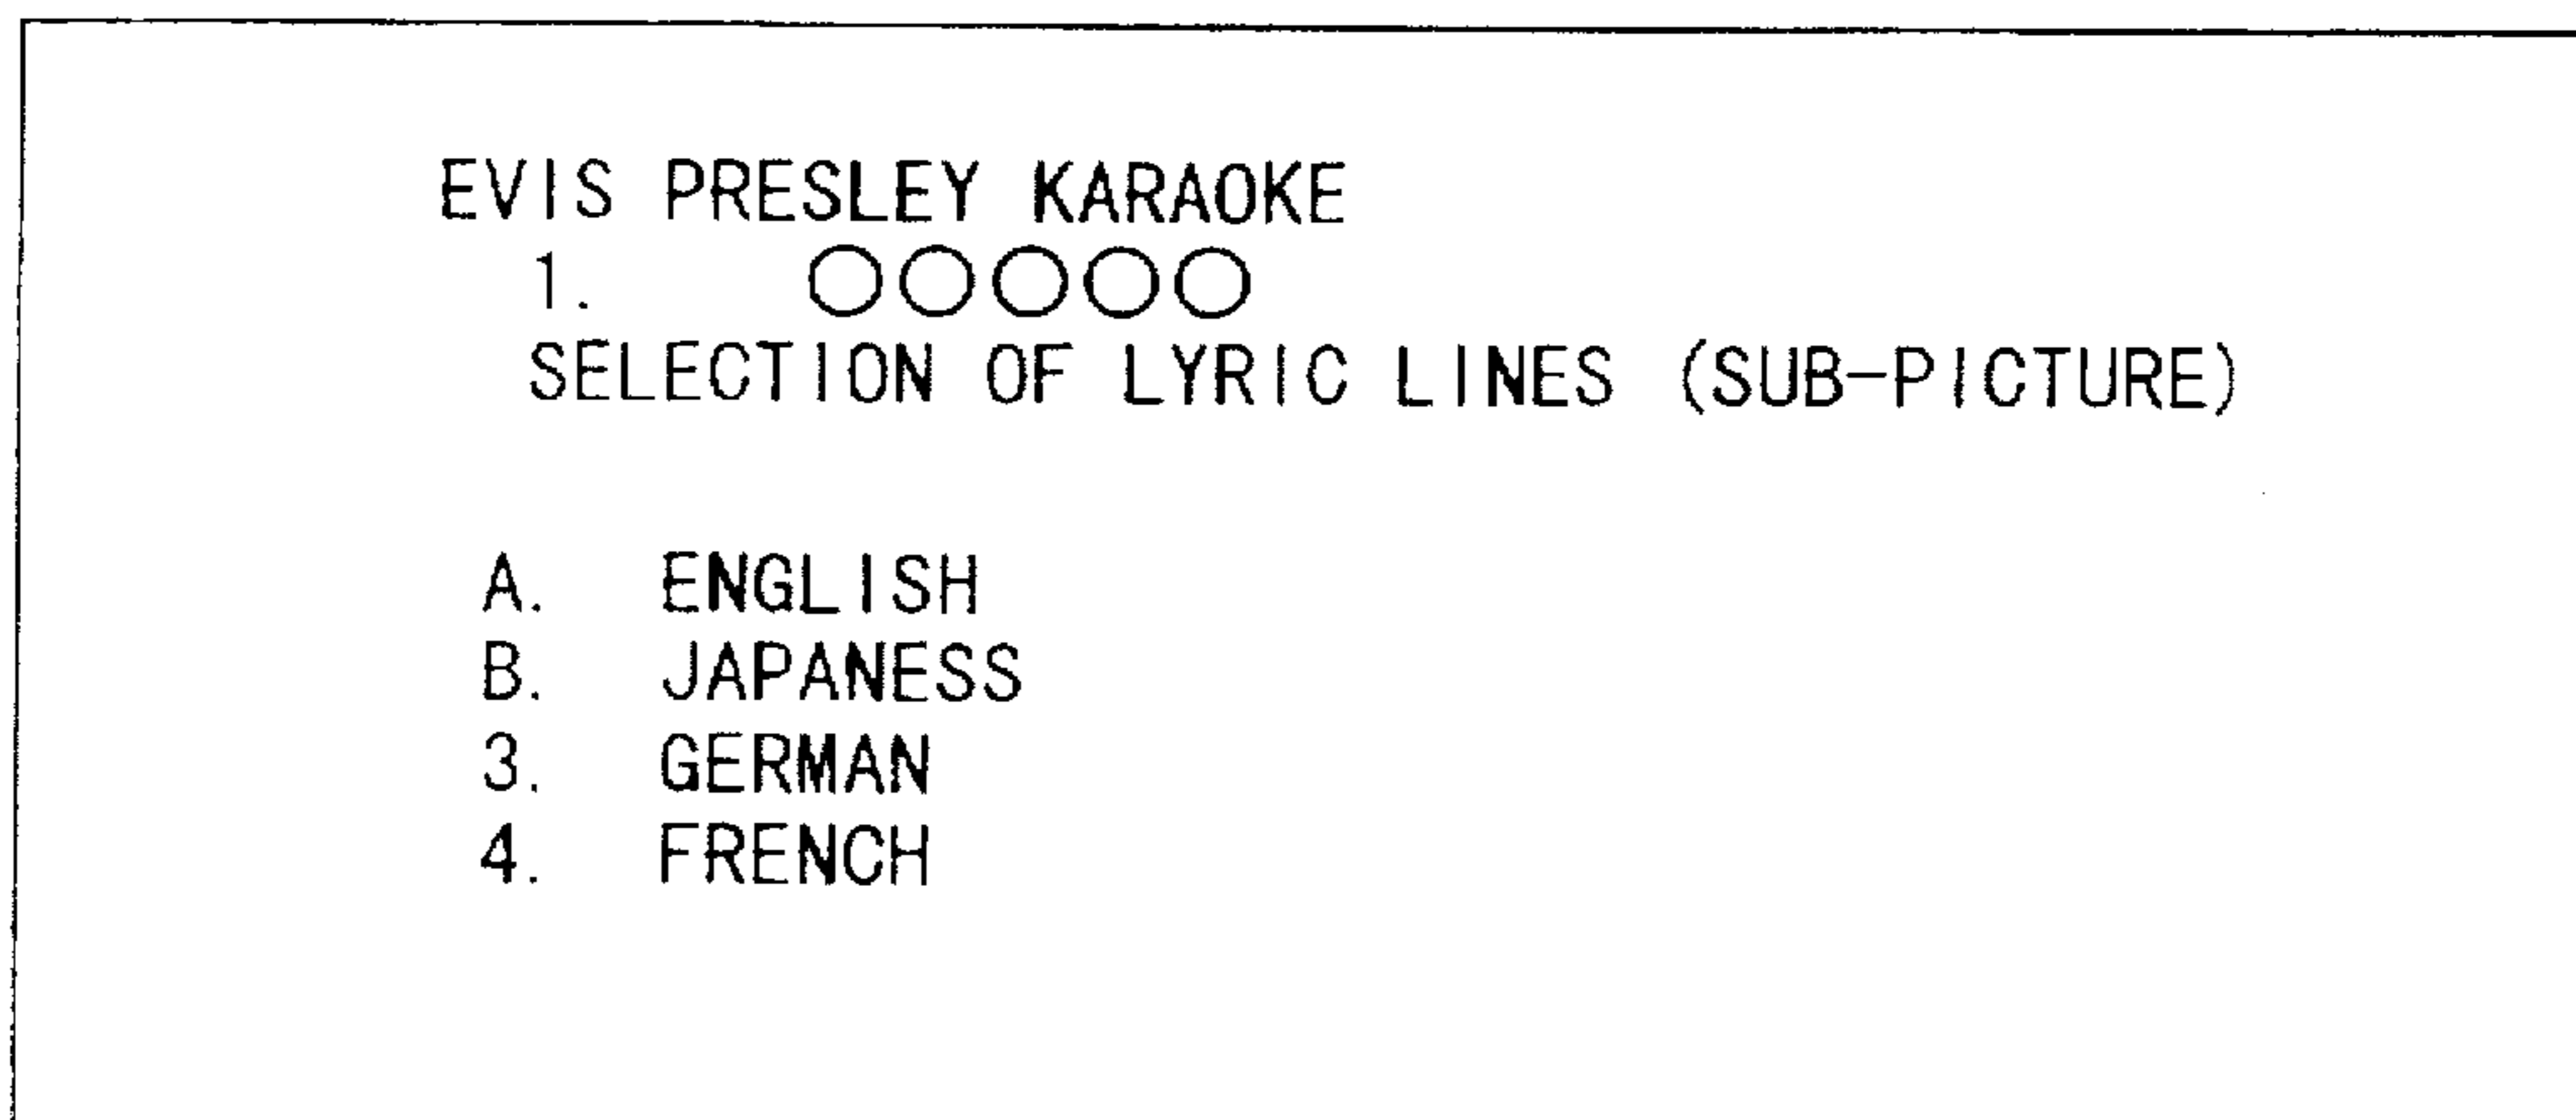 EVIS PRESLEY KARAOKE
1. ○○○○○
SELECTION OF LYRIC LINES (SUB-PICTURE)
A. ENGLISH
B. JAPANESS
3. GERMAN
4. FRENCH